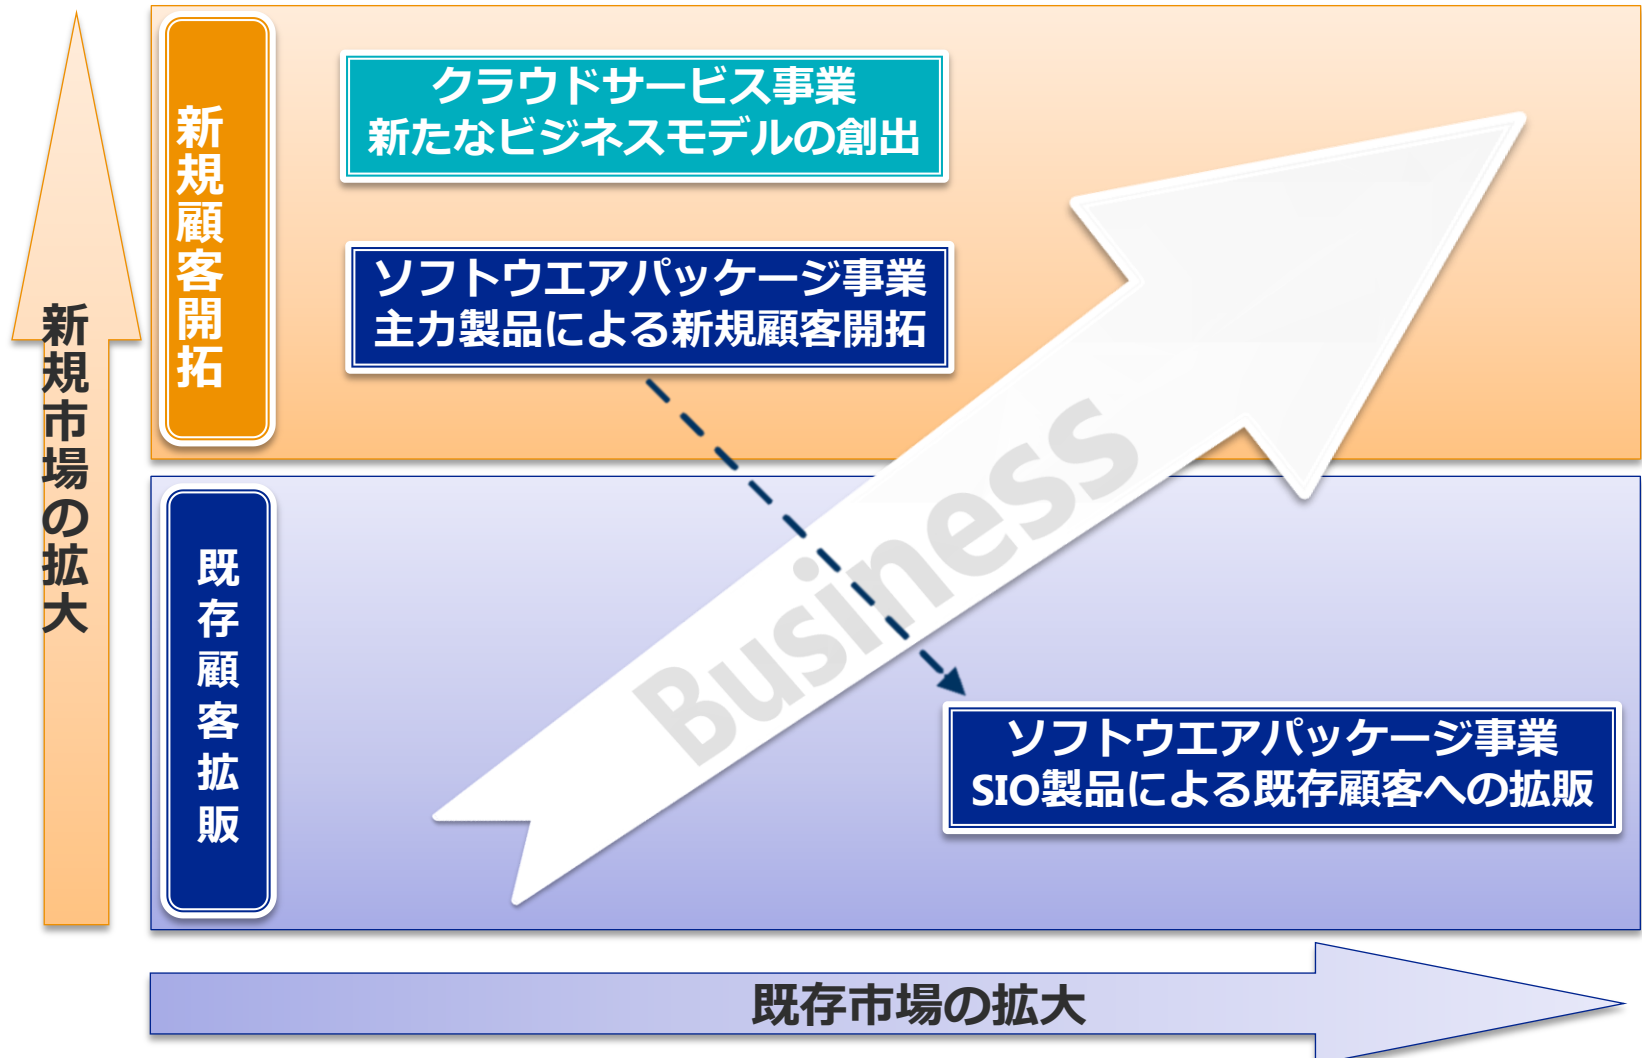 新規市場の拡大
新規顧客開拓
クラウドサービス事業
新たなビジネスモデルの創出
ソフトウエアパッケージ事業
主力製品による新規顧客開拓
Business
既存顧客拡販
ソフトウエアパッケージ事業
SIO製品による既存顧客への拡販
既存市場の拡大